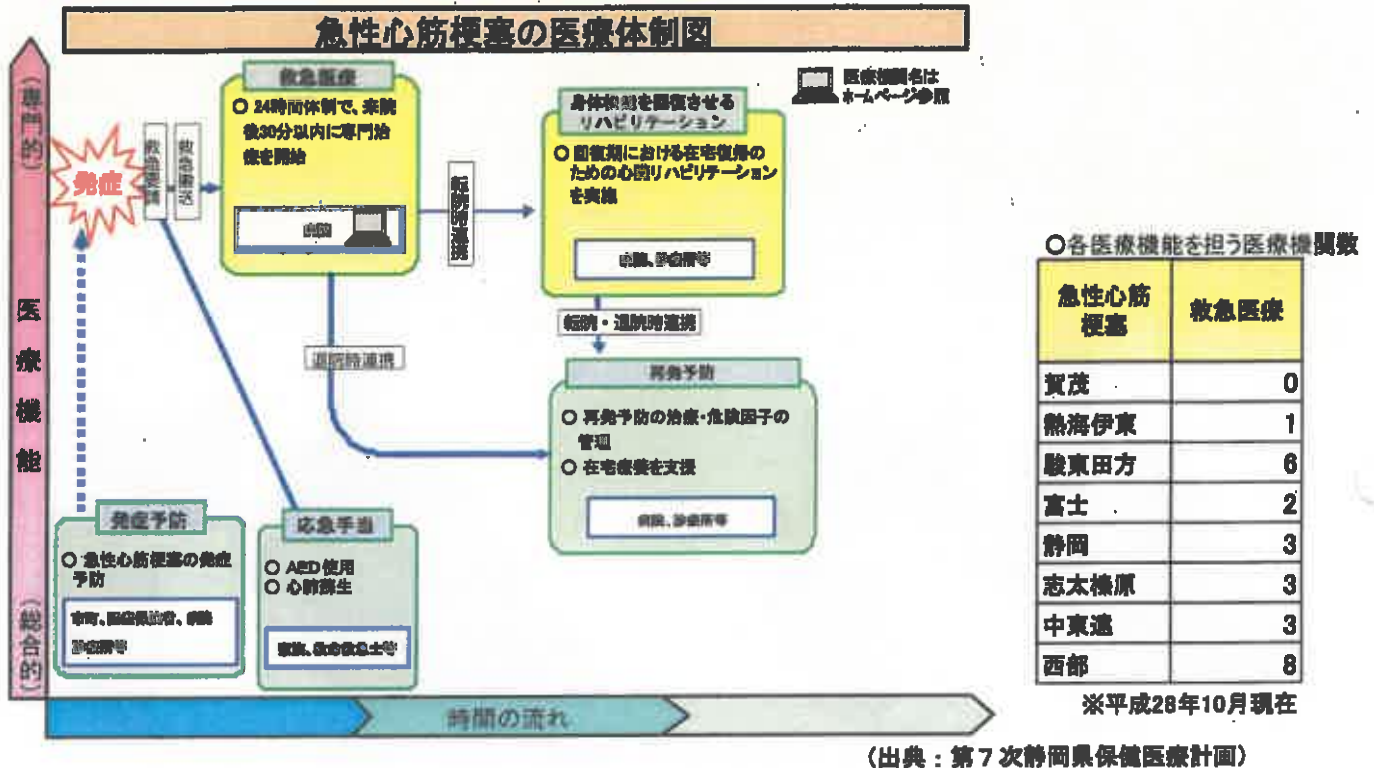 急性心筋梗塞の医療体制図
医療機関名は
ホームページ参照
医療機能
発症
救急要請
救急搬送
救急医療
○ 24時間体制で、来院
後30分以内に専門治
療を開始
病院
転院時連携
身体機能を回復させる
リハビリテーション
○ 回復期における在宅復帰の
ための心臓リハビリテーション
を実施
病院、診療所等
転院・退院時連携
退院時連携
再発予防
○ 再発予防の治療・危険因子の
管理
○ 在宅療養を支援
病院、診療所等
発症予防
○ 急性心筋梗塞の発症
予防
診療所等
応急手当
○ AED使用
○ 心肺蘇生
家族、救急救命士等
時間の流れ
○各医療機能を担う医療機関数
急性心筋
梗塞
救急医療
賀茂 0
熱海伊東 1
駿東田方 6
富士 2
静岡 3
志太榛原 3
中東遠 3
西部 8
※平成28年10月現在
(出典：第7次静岡県保健医療計画)